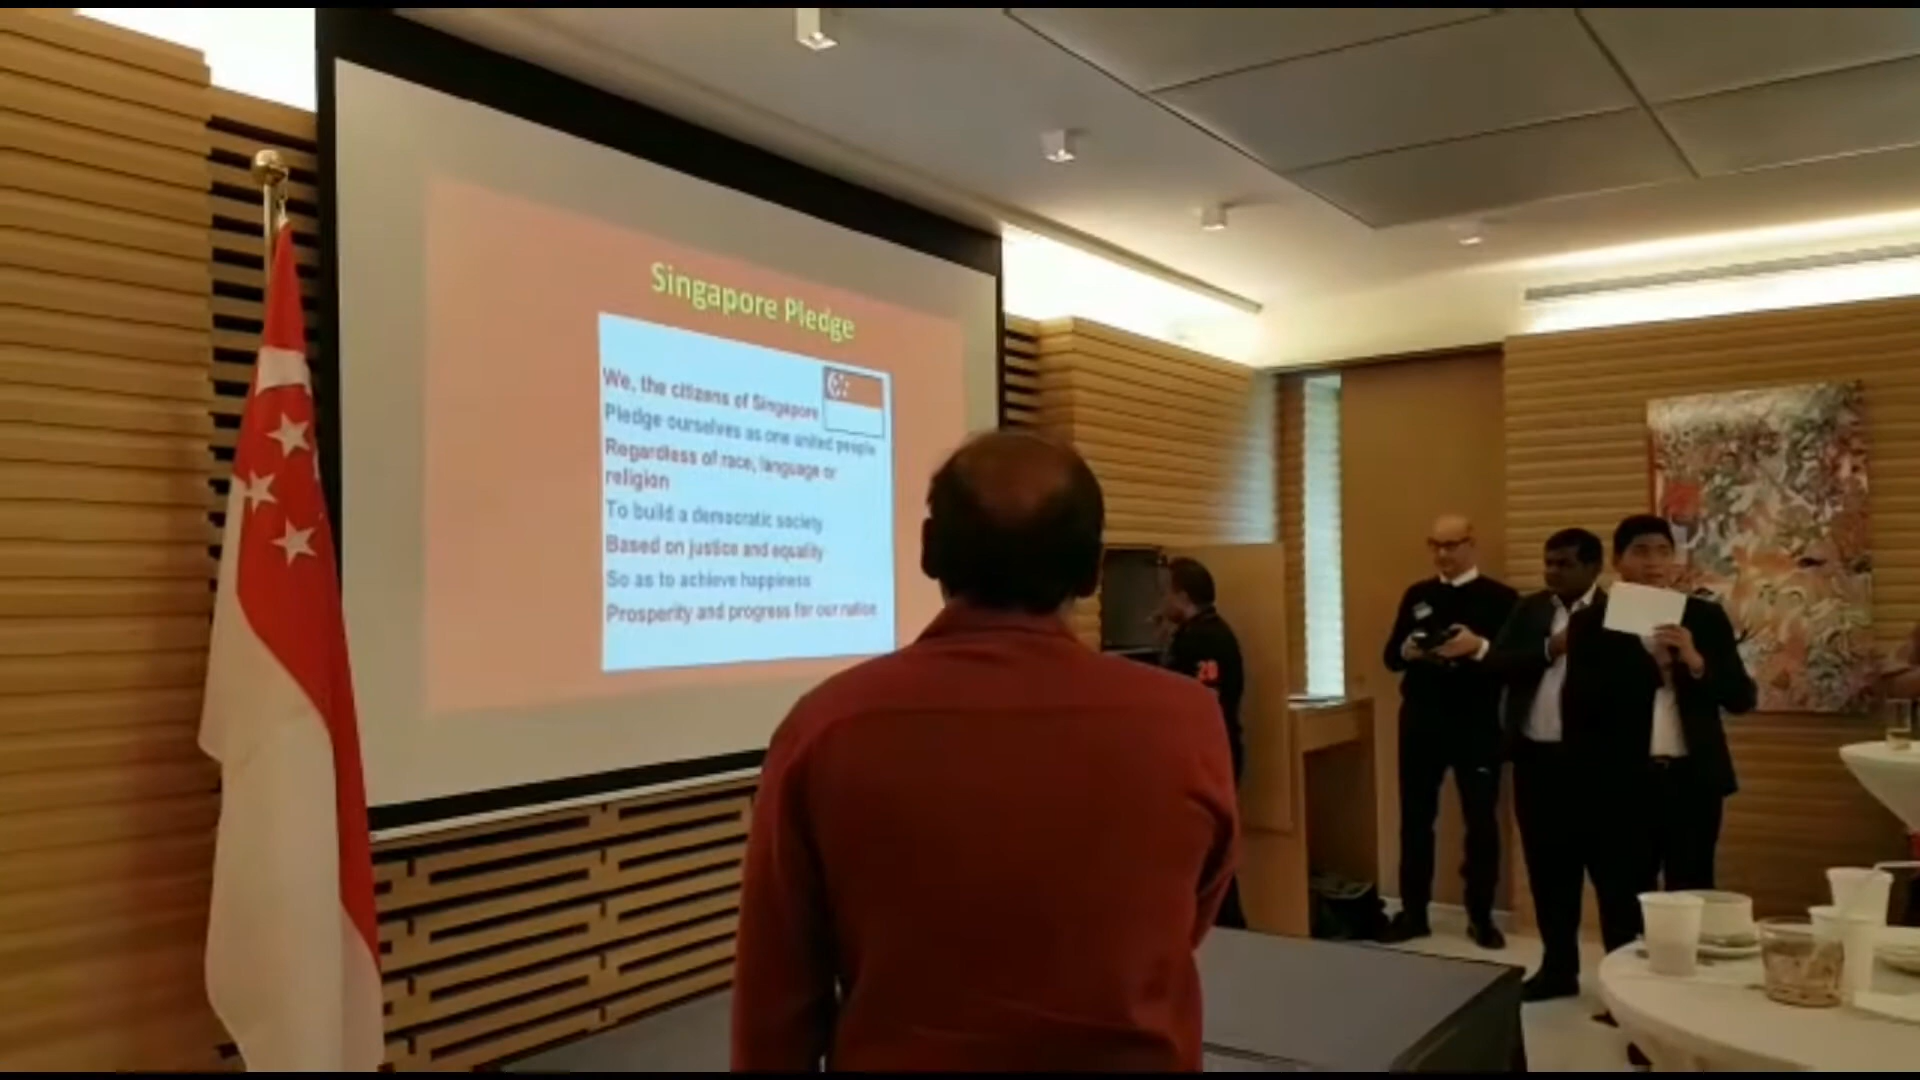 Singapore Pledge
We, the citizens of Singapore
Pledge ourselves as one united people
Regardless of race, language or
religion
To build a democratic society
Based on justice and equality
So as to achieve happiness
Prosperity and progress for our nation
28